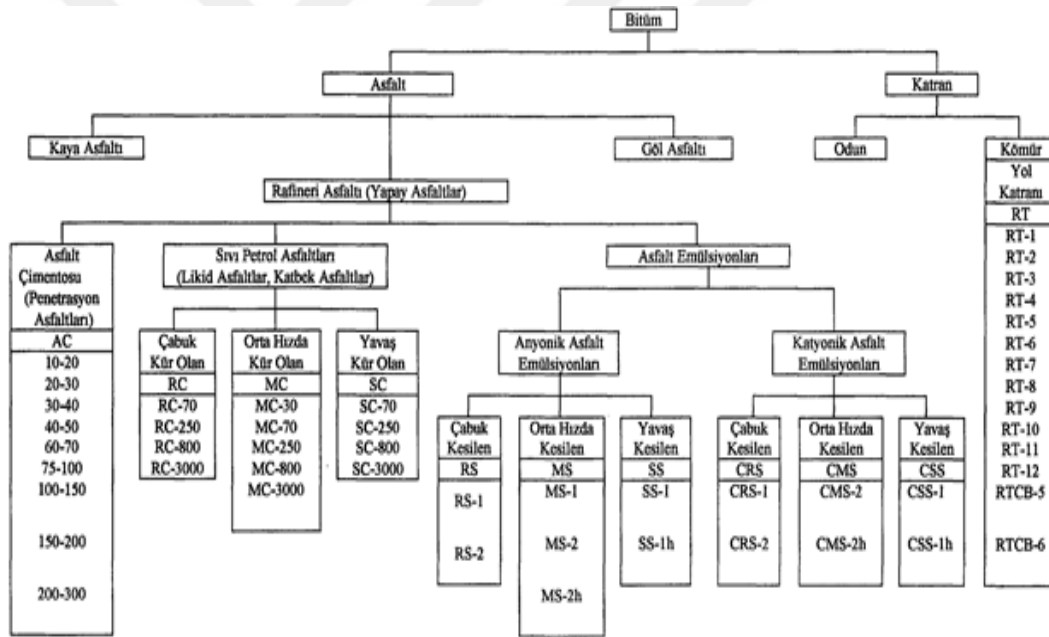 Bitüm
Asfalt
Katran
Kaya Asfaltı
Göl Asfaltı
Odun
Kömür
Yol
Katranı
RT
RT-1
RT-2
RT-3
RT-4
RT-5
RT-6
RT-7
RT-8
RT-9
RT-10
RT-11
RT-12
RTCB-5
RTCB-6
Rafineri Asfaltı (Yapay Asfaltlar)
Asfalt
Çimentosu
(Penetrasyon
Asfaltları)
AC
10-20
20-30
30-40
40-50
60-70
75-100
100-150
150-200
200-300
Sıvı Petrol Asfaltları
(Likid Asfaltlar, Katbek Asfaltlar)
Çabuk
Kür Olan
RC
RC-70
RC-250
RC-800
RC-3000
Orta Hızda
Kür Olan
MC
MC-30
MC-70
MC-250
MC-800
MC-3000
Yavaş
Kür Olan
SC
SC-70
SC-250
SC-800
SC-3000
Asfalt Emülsiyonları
Anyonik Asfalt
Emülsiyonları
Çabuk
Kesilen
RS
RS-1
RS-2
Orta Hızda
Kesilen
MS
MS-1
MS-2
MS-2h
Yavaş
Kesilen
SS
SS-1
SS-1h
Katyonik Asfalt
Emülsiyonları
Çabuk
Kesilen
CRS
CRS-1
CRS-2
Orta Hızda
Kesilen
CMS
CMS-2
CMS-2h
Yavaş
Kesilen
CSS
CSS-1
CSS-1h